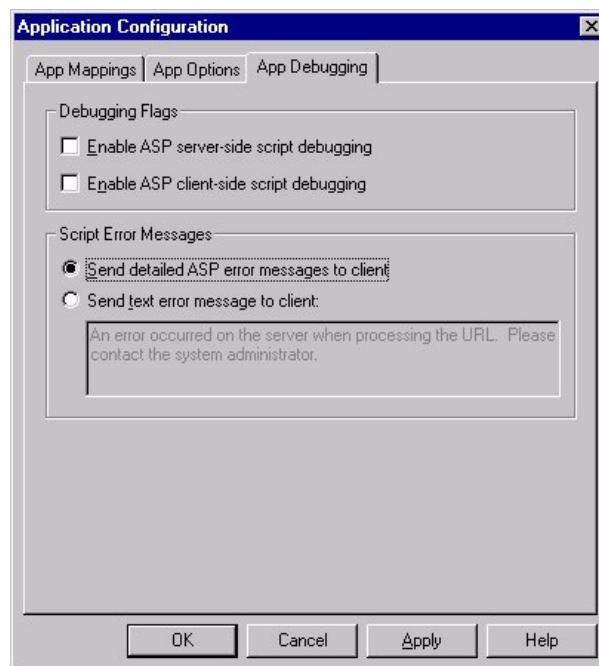 Application Configuration
App Mappings App Options App Debugging
Debugging Flags
Enable ASP server-side script debugging
Enable ASP client-side script debugging
Script Error Messages
Send detailed ASP error messages to client
Send text error message to client:
An error occurred on the server when processing the URL. Please
contact the system administrator.
OK Cancel Apply Help